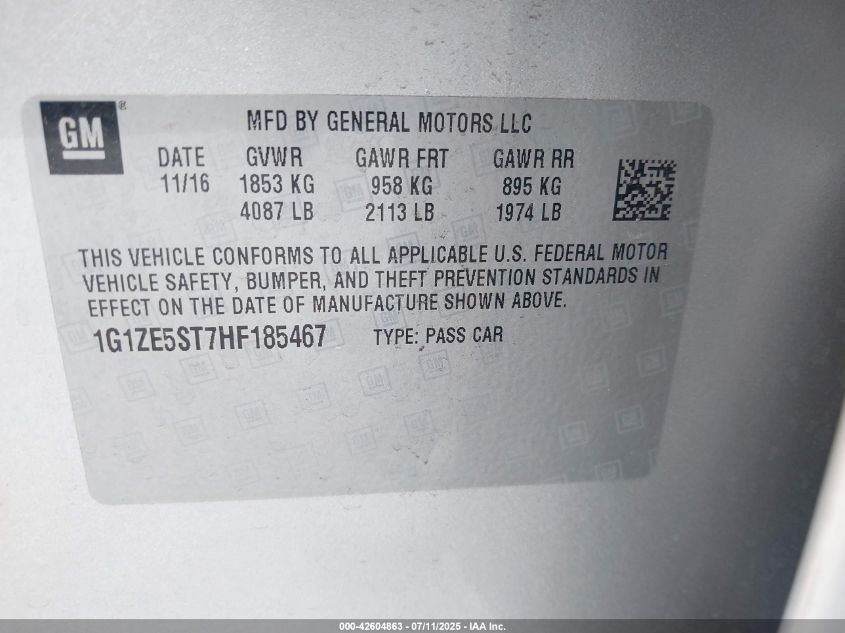 GM®
MFD BY GENERAL MOTORS LLC
DATE GVWR GAWR FRT GAWR RR
11/16 1853 KG 958 KG 895 KG
4087 LB 2113 LB 1974 LB
THIS VEHICLE CONFORMS TO ALL APPLICABLE U.S. FEDERAL MOTOR
VEHICLE SAFETY, BUMPER, AND THEFT PREVENTION STANDARDS IN
EFFECT ON THE DATE OF MANUFACTURE SHOWN ABOVE.
1G1ZE5ST7HF185467 TYPE: PASS CAR
000-42604863 - 07/11/2025 - IAA Inc.